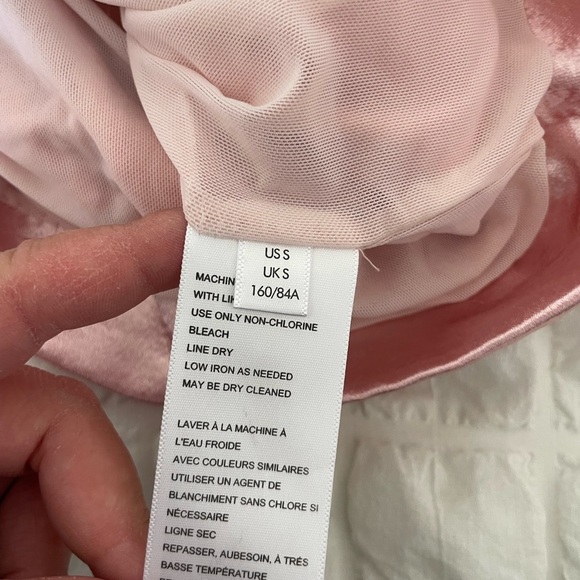 US S
UK S
160/84A
WITH
USE ONLY NON-CHLORINE
BLEACH
LINE DRY
LOW IRON AS NEEDED
MAY BE DRY CLEANED
LAVER À LA MACHINE À
L'EAU FROIDE
AVEC COULEURS SIMILAIRES
UTILISER UN AGENT DE
BLANCHIMENT SANS CHLORE SI
NÉCESSAIRE
LIGNE SEC
REPASSER, AUBESOIN, À TRÈS
BASSE TEMPÉRATURE